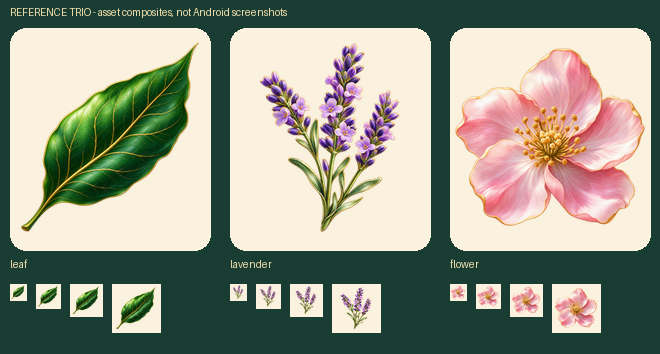 REFERENCE TRIO - asset composites, not Android screenshots
leaf
lavender
flower